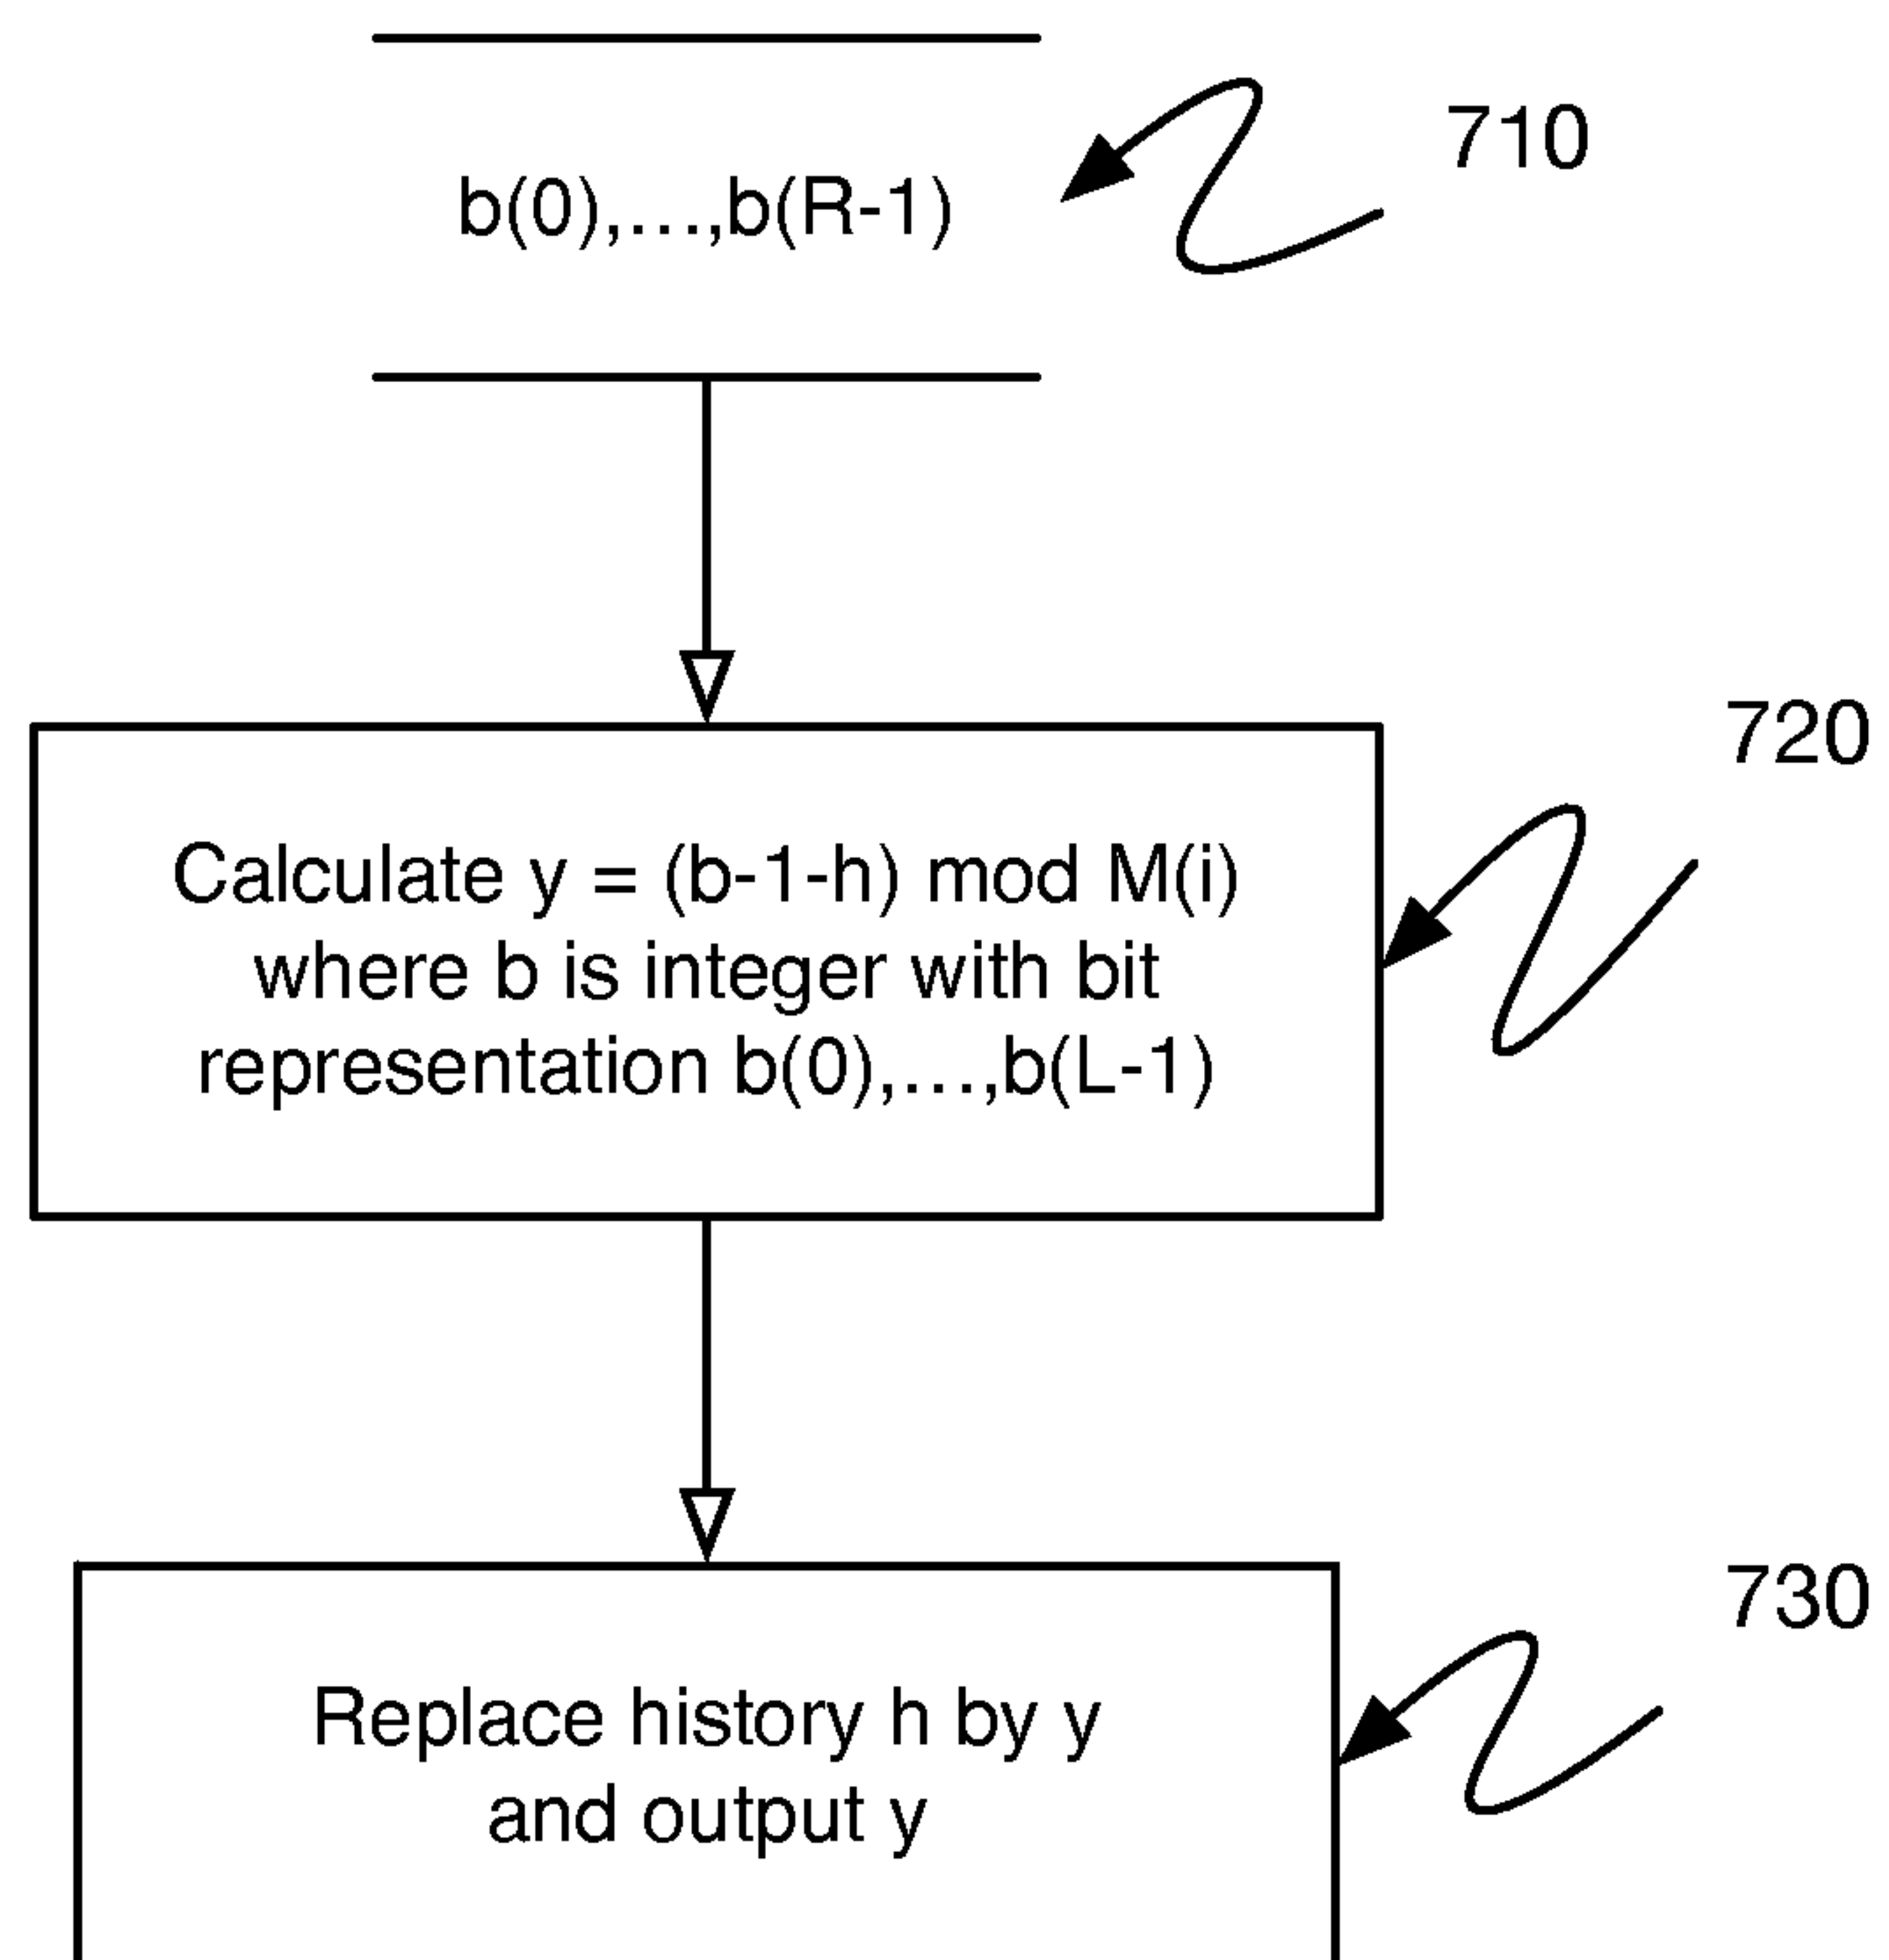 710
b(0),...,b(R-1)
720
Calculate y = (b-1-h) mod M(i)
where b is integer with bit
representation b(0),...,b(L-1)
730
Replace history h by y
and output y